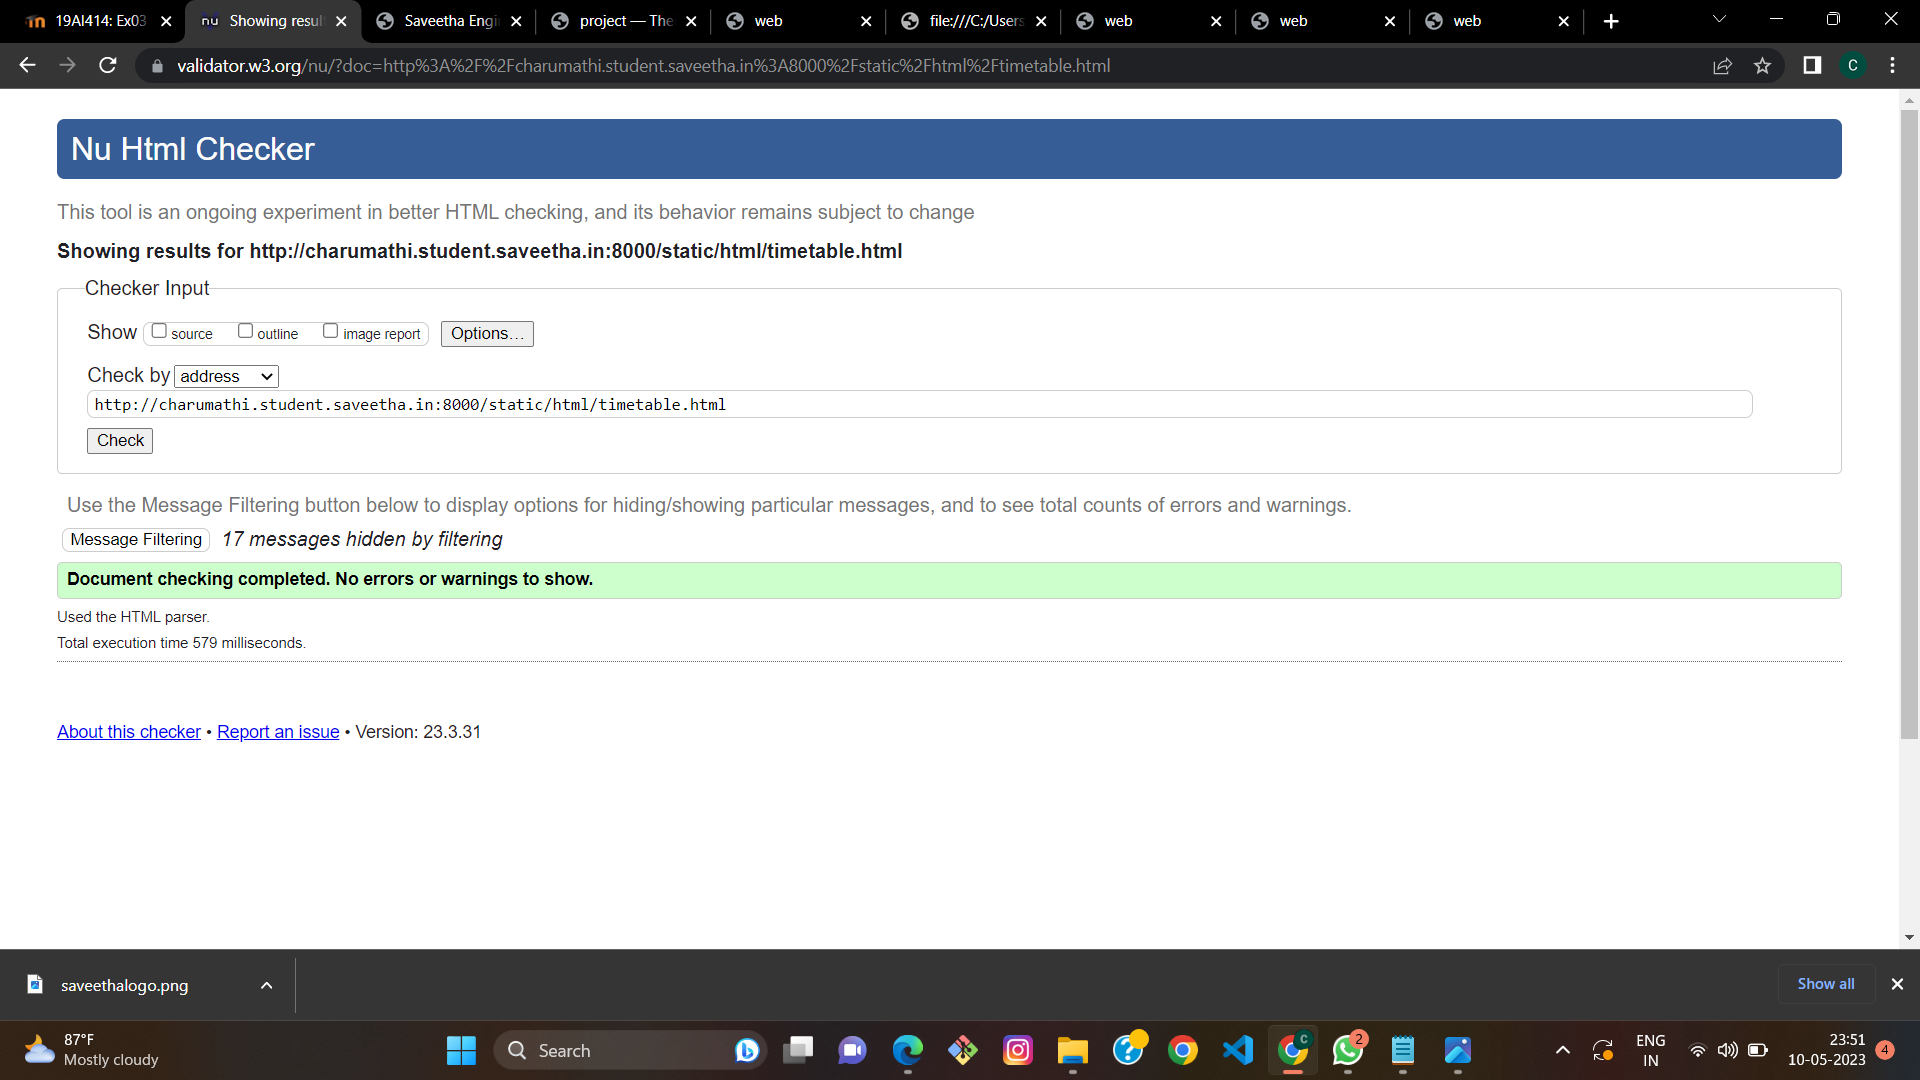 19AI414: Ex03
Showing result
Saveetha Engi
project — The
web
file:///C:/Users
web
web
web
validator.w3.org/nu/?doc=http%3A%2F%2Fcharumathi.student.saveetha.in%3A8000%2Fstatic%2Fhtml%2Ftimetable.html
C
Nu Html Checker
This tool is an ongoing experiment in better HTML checking, and its behavior remains subject to change
Showing results for http://charumathi.student.saveetha.in:8000/static/html/timetable.html
Checker Input
Show source outline image report Options...
Check by address
http://charumathi.student.saveetha.in:8000/static/html/timetable.html
Check
Use the Message Filtering button below to display options for hiding/showing particular messages, and to see total counts of errors and warnings.
Message Filtering 17 messages hidden by filtering
Document checking completed. No errors or warnings to show.
Used the HTML parser.
Total execution time 579 milliseconds.
About this checker • Report an issue • Version: 23.3.31
saveethalogo.png
Show all
87°F
Mostly cloudy
Search
C
2
ENG
IN
23:51
10-05-2023
4